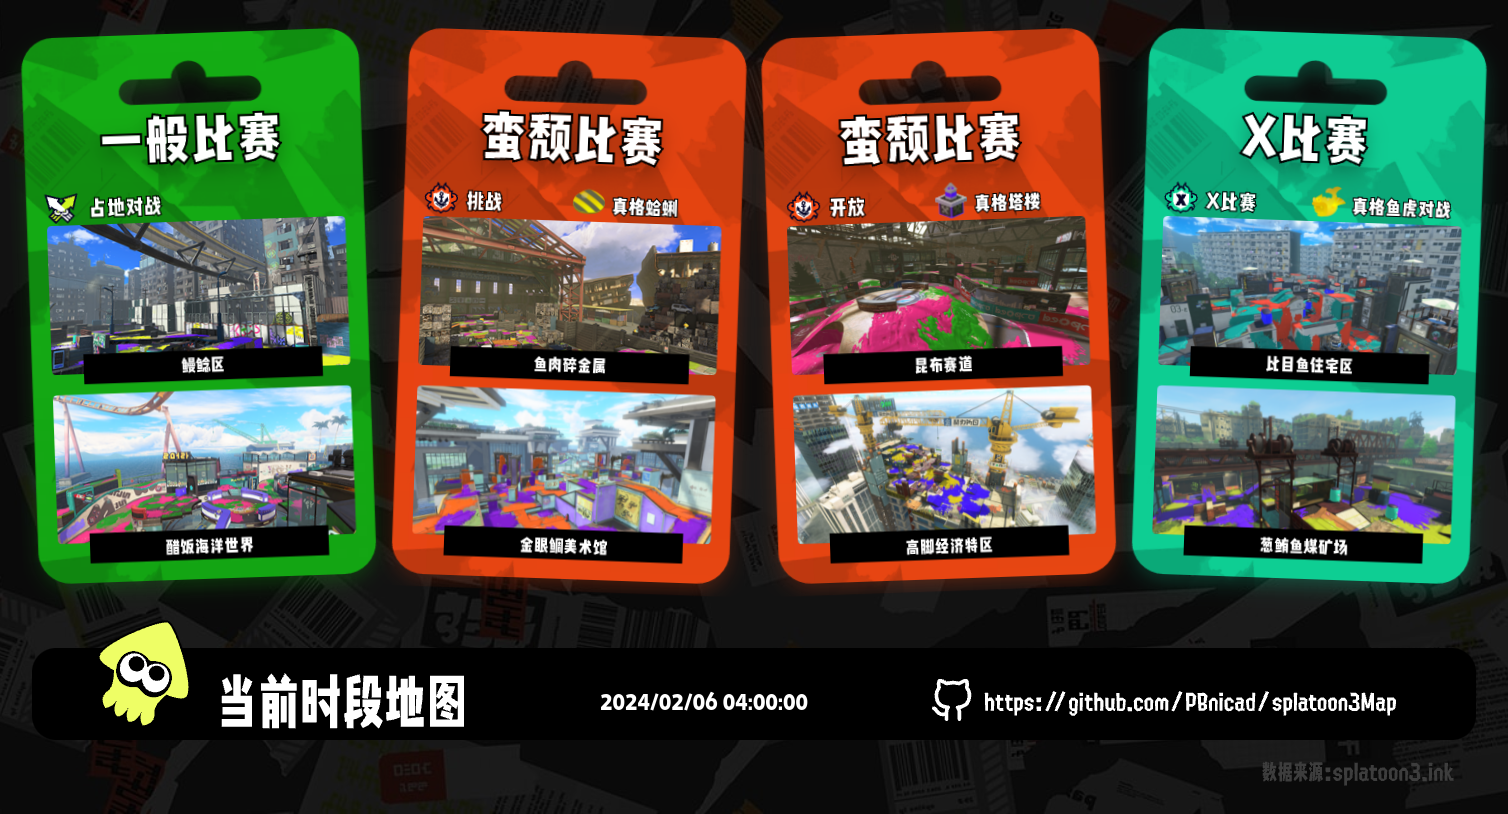 一般比赛
占地对战
鳗鲶区
醋饭海洋世界
蛮颓比赛
挑战
真格蛤蜊
鱼肉碎金属
金眼鲷美术馆
蛮颓比赛
开放
真格塔楼
昆布赛道
高脚经济特区
X比赛
X比赛
真格鱼虎对战
比目鱼住宅区
葱鲔鱼煤矿场
当前时段地图
2024/02/06 04:00:00
https://github.com/PBnicad/splatoon3Map
数据来源:splatoon3.ink